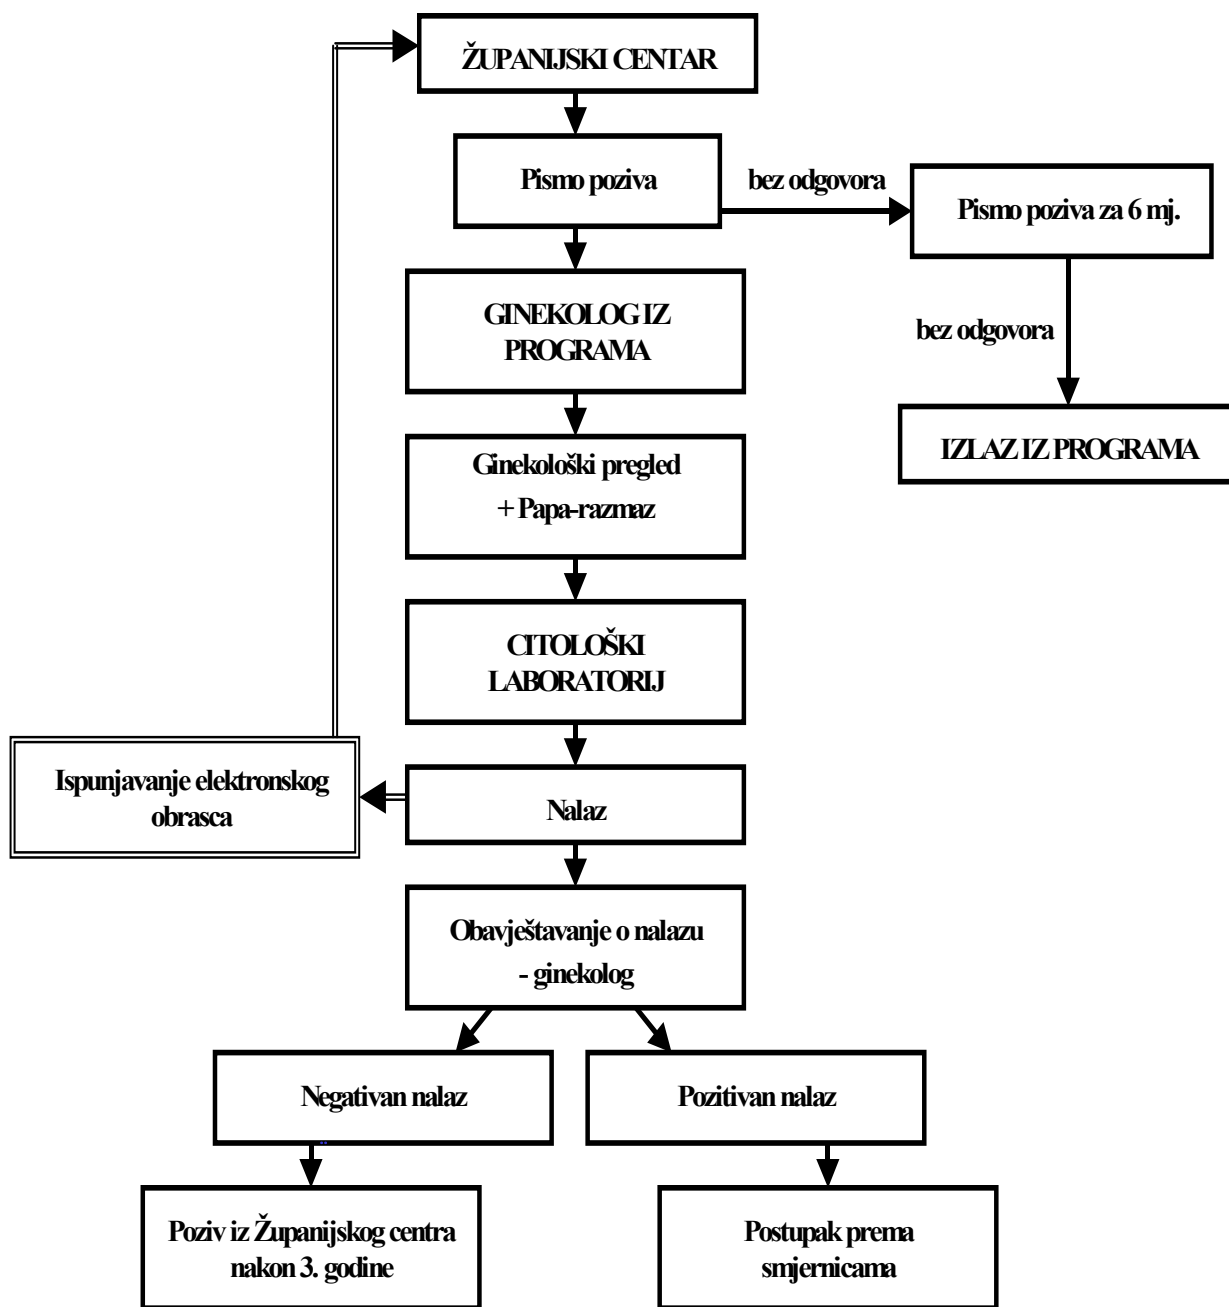 ŽUPANIJSKI CENTAR
Pismo poziva
bez odgovora
Pismo poziva za 6 mj.
GINEKOLOG IZ
PROGRAMA
bez odgovora
IZLAZ IZ PROGRAMA
Ginekološki pregled
+ Papa-razmaz
CITOLOŠKI
LABORATORIJ
Ispunjavanje elektronskog
obrasca
Nalaz
Obavještavanje o nalazu
- ginekolog
Negativan nalaz
Pozitivan nalaz
Poziv iz Županijskog centra
nakon 3. godine
Postupak prema
smjernicama